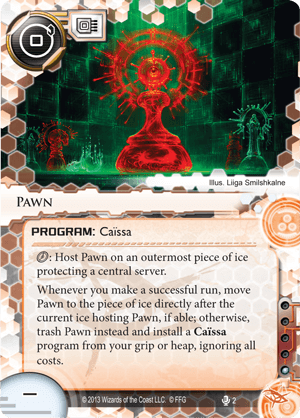 Illus. Liiga Smilshkalne
PAWN
PROGRAM: Caïssa
: Host Pawn on an outermost piece of ice
protecting a central server.
Whenever you make a successful run, move
Pawn to the piece of ice directly after the
current ice hosting Pawn, if able; otherwise,
trash Pawn instead and install a Caïssa
program from your grip or heap, ignoring all
costs.
–
© 2013 Wizards of the Coast LLC. © FFG
2